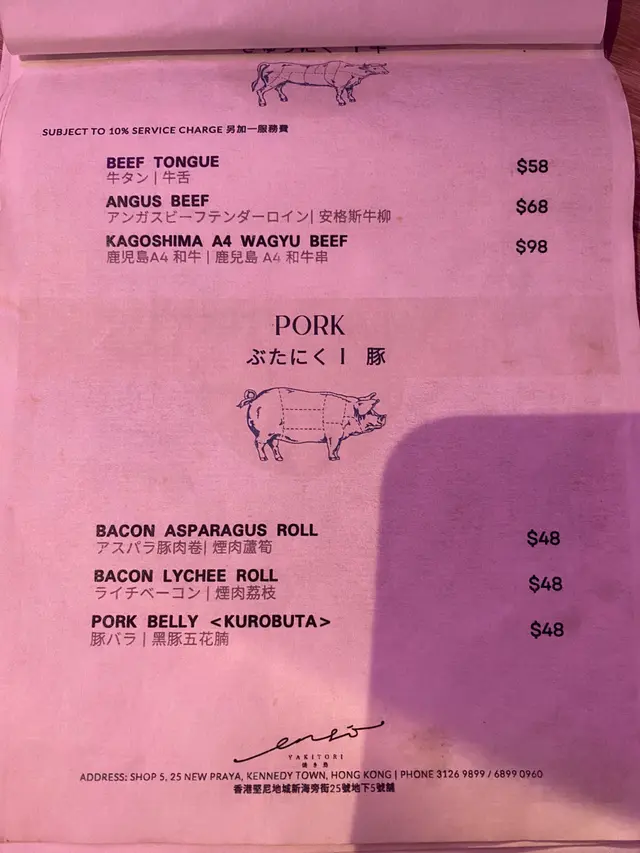 SUBJECT TO 10% SERVICE CHARGE 另加一服務費
BEEF TONGUE $58
牛タン | 牛舌
ANGUS BEEF $68
アンガスビーフテンダーロイン| 安格斯牛柳
KAGOSHIMA A4 WAGYU BEEF $98
鹿児島A4 和牛 | 鹿兒島 A4 和牛串
PORK
ぶたにく | 豚
BACON ASPARAGUS ROLL $48
アスパラ豚肉卷| 煙肉蘆筍
BACON LYCHEE ROLL $48
ライチベーコン | 煙肉荔枝
PORK BELLY <KUROBUTA> $48
豚バラ | 黑豚五花腩
ensō
YAKITORI
ADDRESS: SHOP 5, 25 NEW PRAYA, KENNEDY TOWN, HONG KONG | PHONE 3126 9899 / 6899 0960
香港堅尼地城新海旁街25號地下5號舖